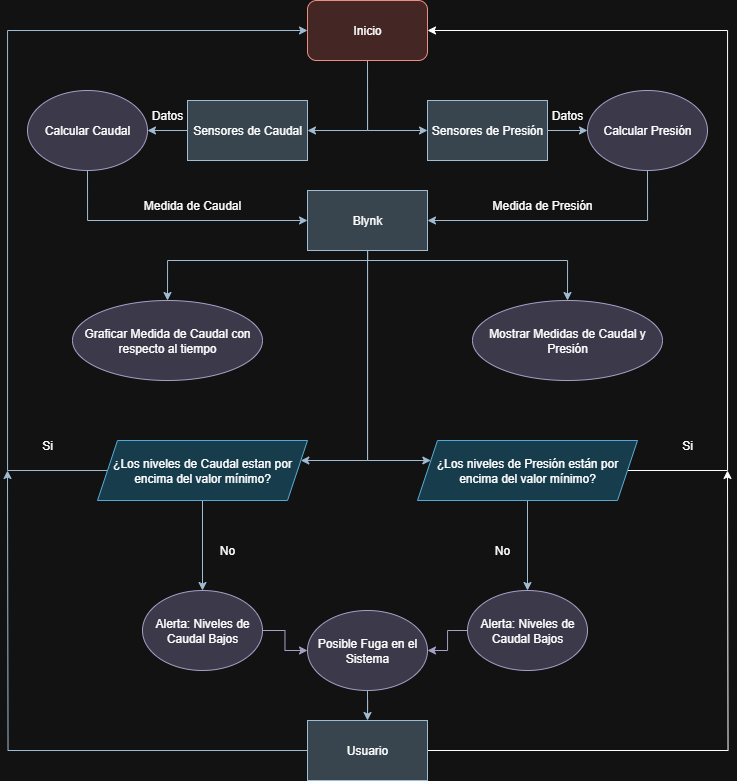 Inicio
Calcular Caudal
Datos
Sensores de Caudal
Sensores de Presión
Datos
Calcular Presión
Medida de Caudal
Blynk
Medida de Presión
Graficar Medida de Caudal con
respecto al tiempo
Mostrar Medidas de Caudal y
Presión
Si
¿Los niveles de Caudal estan por
encima del valor mínimo?
¿Los niveles de Presión están por
encima del valor mínimo?
Si
No
No
Alerta: Niveles de
Caudal Bajos
Posible Fuga en el
Sistema
Alerta: Niveles de
Caudal Bajos
Usuario